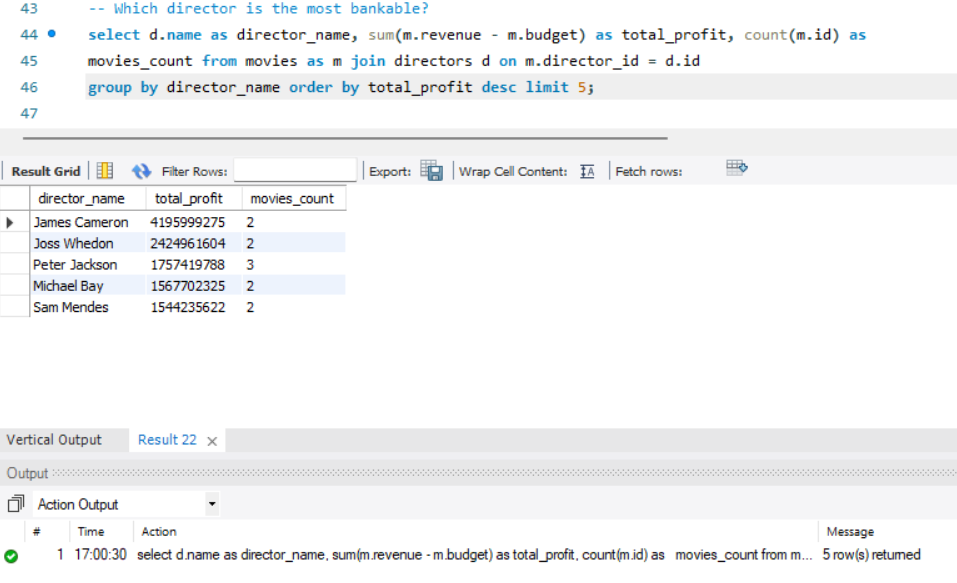 43 -- Which director is the most bankable?
44 select d.name as director_name, sum(m.revenue - m.budget) as total_profit, count(m.id) as
45 movies_count from movies as m join directors d on m.director_id = d.id
46 group by director_name order by total_profit desc limit 5;
47
Result Grid Filter Rows: Export: Wrap Cell Content: Fetch rows:
director_name total_profit movies_count
James Cameron 4195999275 2
Joss Whedon 2424961604 2
Peter Jackson 1757419788 3
Michael Bay 1567702325 2
Sam Mendes 1544235622 2
Vertical Output Result 22 ×
Output
Action Output
# Time Action Message
1 17:00:30 select d.name as director_name, sum(m.revenue - m.budget) as total_profit, count(m.id) as movies_count from m... 5 row(s) returned